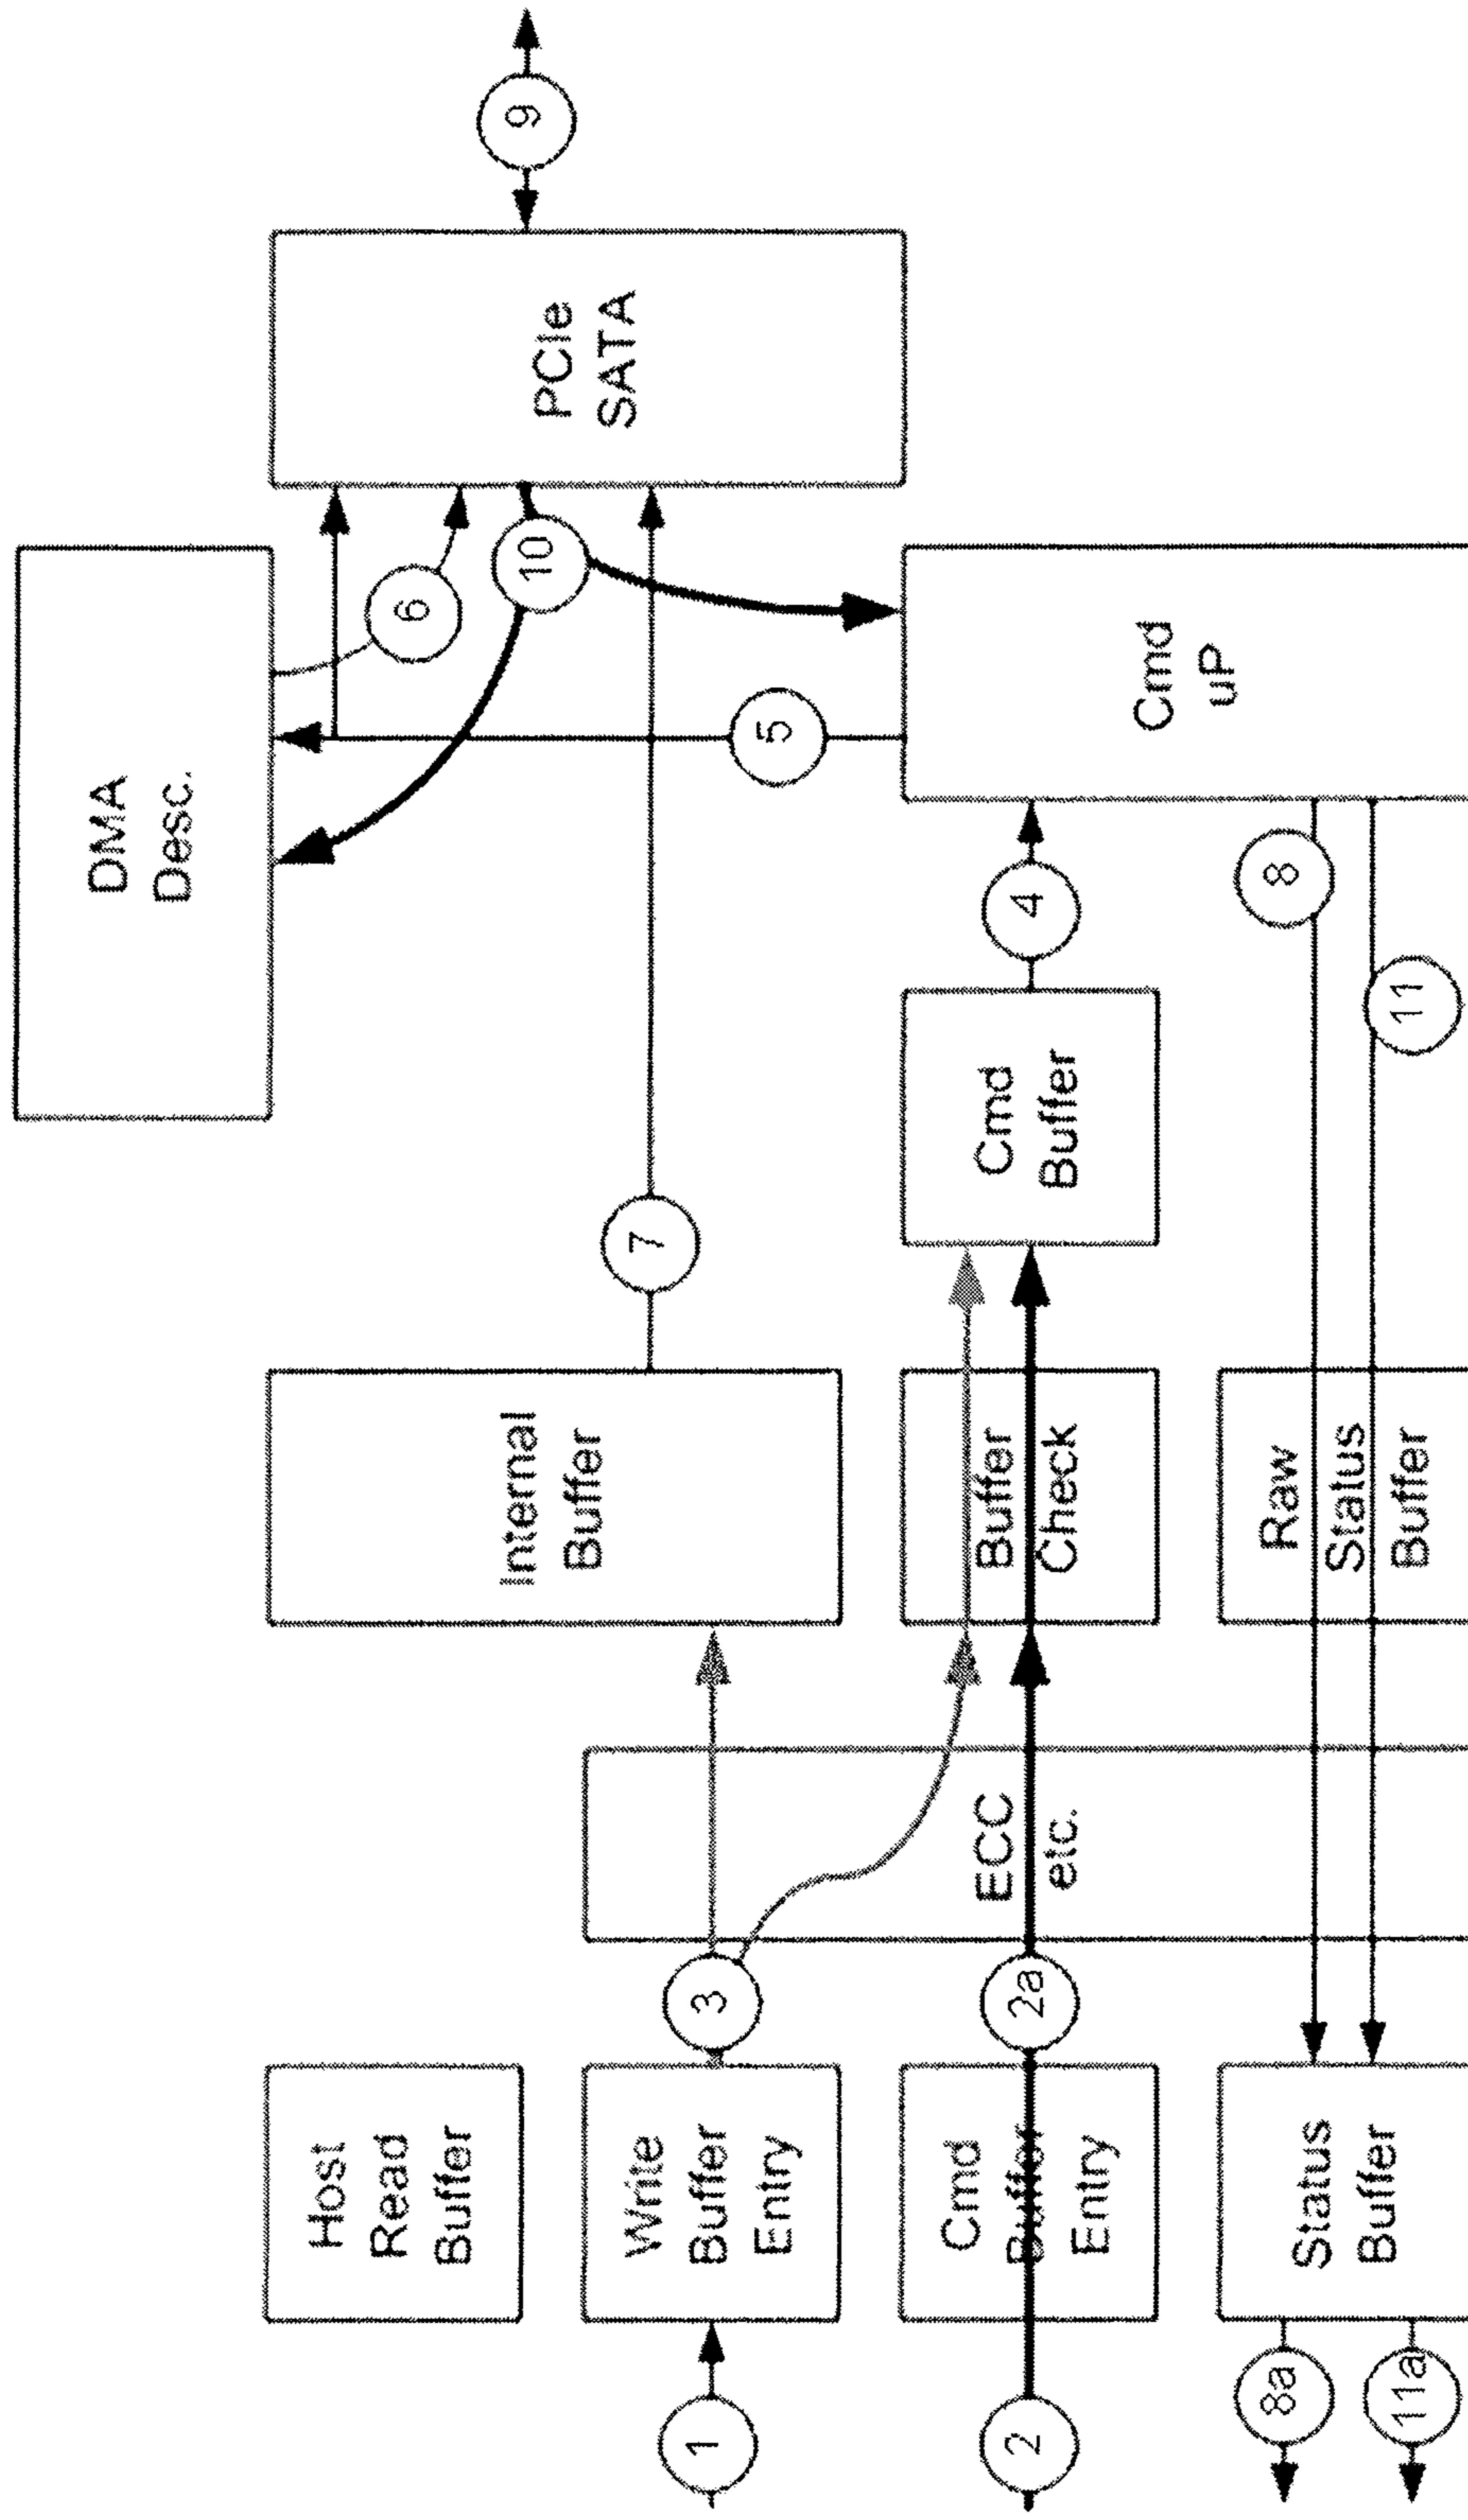 DMA
Desc.
PCIe
SATA
9
6
10
5
7
Cmd
uP
4
8
11
Internal
Buffer
Cmd
Buffer
Buffer
Check
Raw
Status
Buffer
ECC
etc.
3
2a
Host
Read
Buffer
Write
Buffer
Entry
Cmd
Buffer
Entry
Status
Buffer
1
2
8a
11a